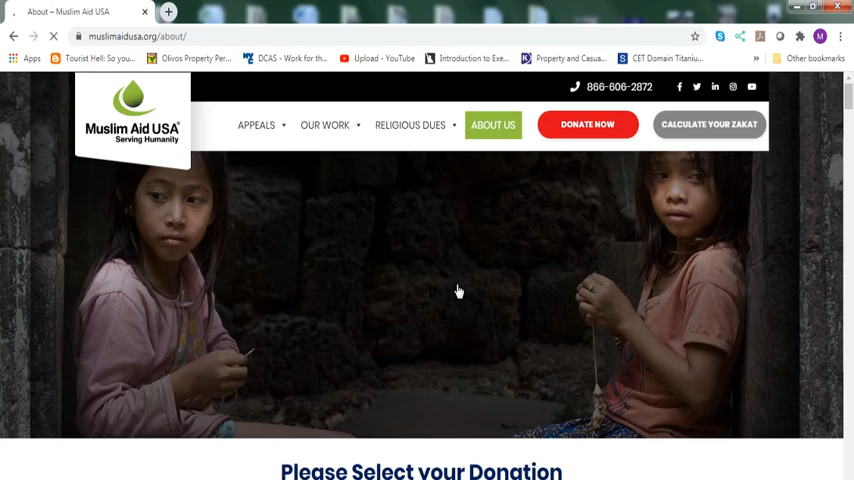 About – Muslim Aid USA
muslimaidusa.org/about/
M
Apps
Tourist Hell: So you...
Olivos Property Per...
DCAS - Work for th...
Upload - YouTube
Introduction to Exe...
Property and Casua...
CET Domain Titaniu...
»
Other bookmarks
866-606-2872
Muslim Aid USA®
Serving Humanity
APPEALS
OUR WORK
RELIGIOUS DUES
ABOUT US
DONATE NOW
CALCULATE YOUR ZAKAT
Please Select your Donation